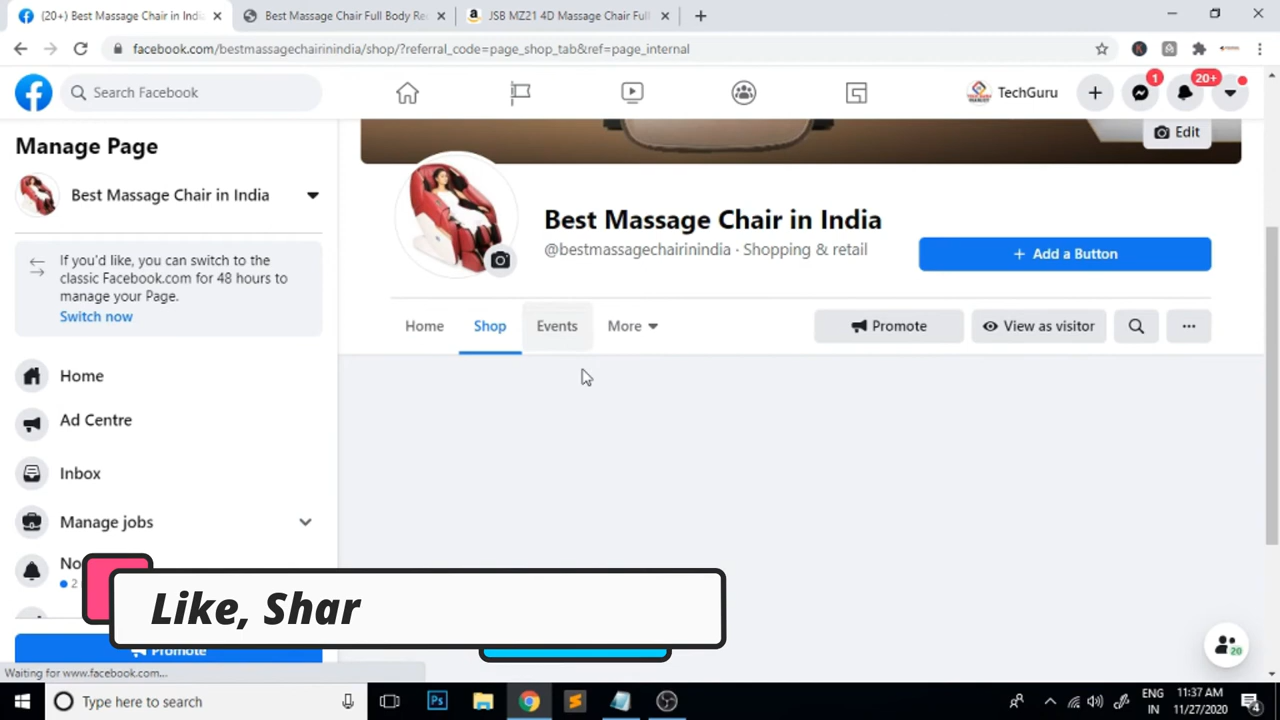 (20+) Best Massage Chair in Indi
Best Massage Chair Full Body Re
JSB MZ21 4D Massage Chair Full
facebook.com/bestmassagechairinindia/shop/?referral_code=page_shop_tab&ref=page_internal
Search Facebook
TechGuru
1
20+
Manage Page
Best Massage Chair in India
If you'd like, you can switch to the
classic Facebook.com for 48 hours to
manage your Page.
Switch now
Home
Ad Centre
Inbox
Manage jobs
No
2
Promote
Edit
Best Massage Chair in India
@bestmassagechairinindia · Shopping & retail
+ Add a Button
Home
Shop
Events
More
Promote
View as visitor
Like, Shar
20
Waiting for www.facebook.com...
Type here to search
Ps
ENG
IN
11:37 AM
11/27/2020
4